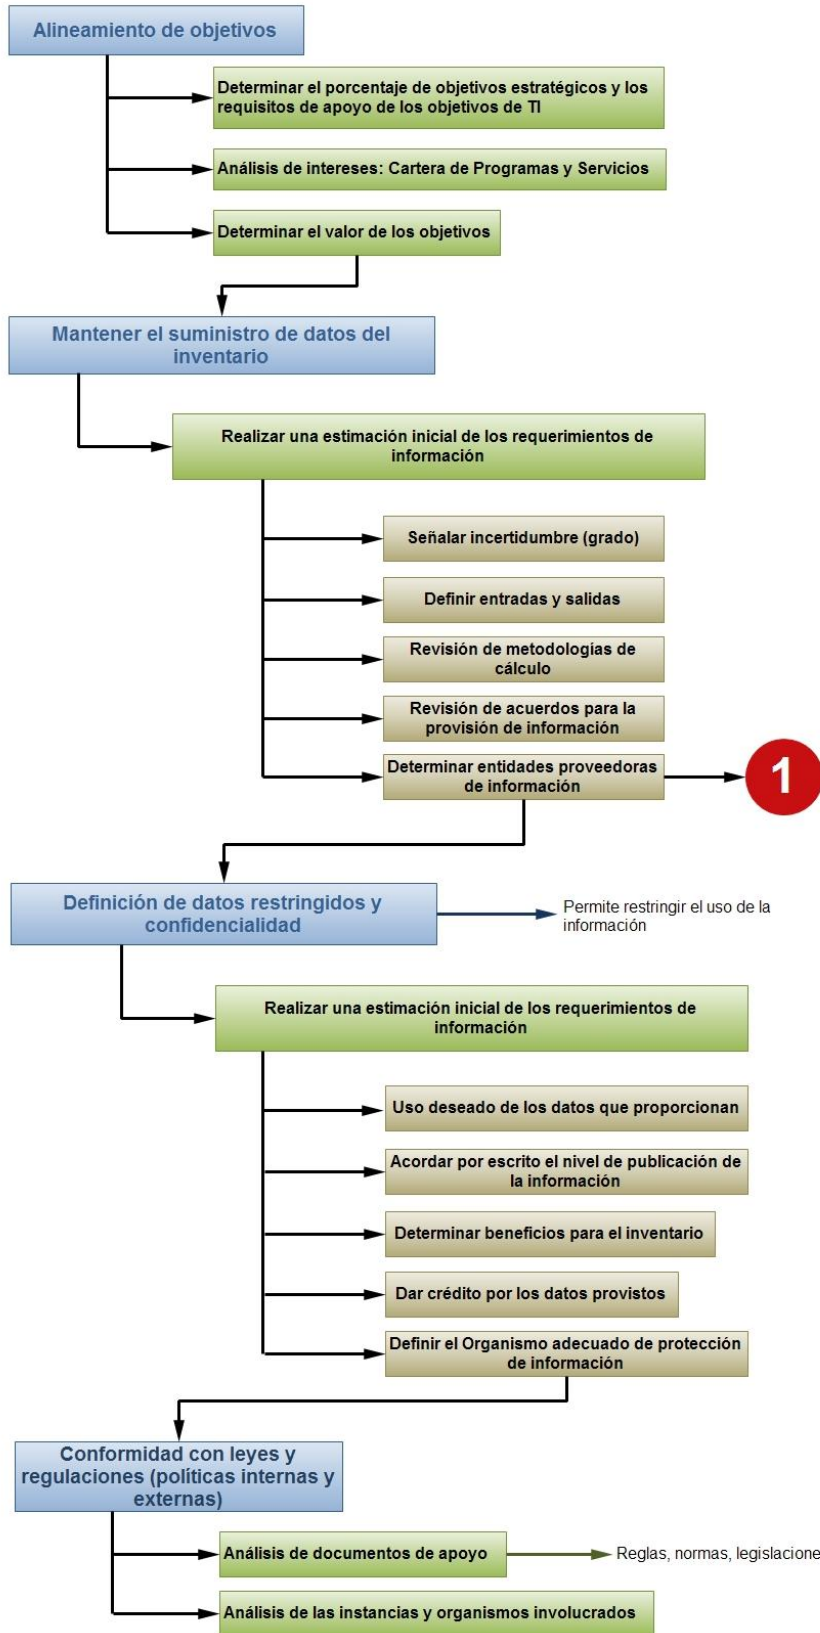 Alineamiento de objetivos
Determinar el porcentaje de objetivos estratégicos y los
requisitos de apoyo de los objetivos de TI
Análisis de intereses: Cartera de Programas y Servicios
Determinar el valor de los objetivos
Mantener el suministro de datos del
inventario
Realizar una estimación inicial de los requerimientos de
información
Señalar incertidumbre (grado)
Definir entradas y salidas
Revisión de metodologías de
cálculo
Revisión de acuerdos para la
provisión de información
Determinar entidades proveedoras
de información
1
Definición de datos restringidos y
confidencialidad
Permite restringir el uso de la
información
Realizar una estimación inicial de los requerimientos de
información
Uso deseado de los datos que proporcionan
Acordar por escrito el nivel de publicación de
la información
Determinar beneficios para el inventario
Dar crédito por los datos provistos
Definir el Organismo adecuado de protección
de información
Conformidad con leyes y
regulaciones (políticas internas y
externas)
Análisis de documentos de apoyo
Reglas, normas, legislacione
Análisis de las instancias y organismos involucrados